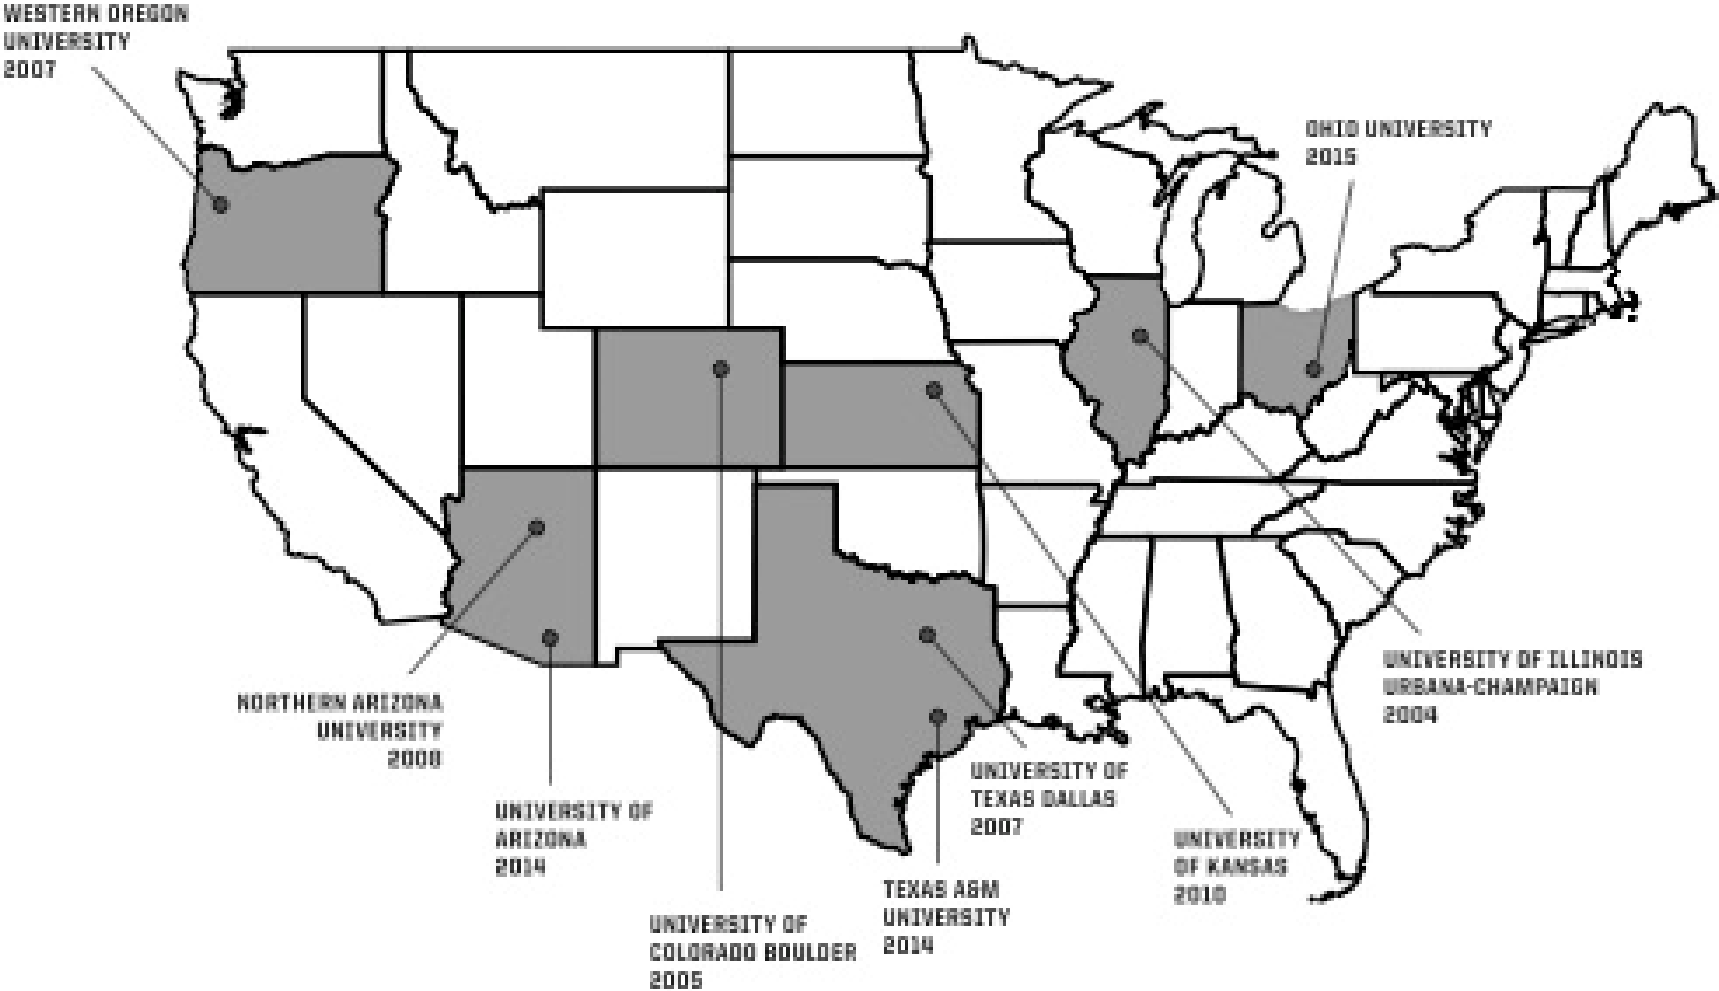 WESTERN OREGON
UNIVERSITY
2007
OHIO UNIVERSITY
2015
NORTHERN ARIZONA
UNIVERSITY
2008
UNIVERSITY OF
ARIZONA
2014
UNIVERSITY OF
COLORADO BOULDER
2005
TEXAS A&M
UNIVERSITY
2014
UNIVERSITY OF
TEXAS DALLAS
2007
UNIVERSITY
OF KANSAS
2010
UNIVERSITY OF ILLINOIS
URBANA-CHAMPAIGN
2004